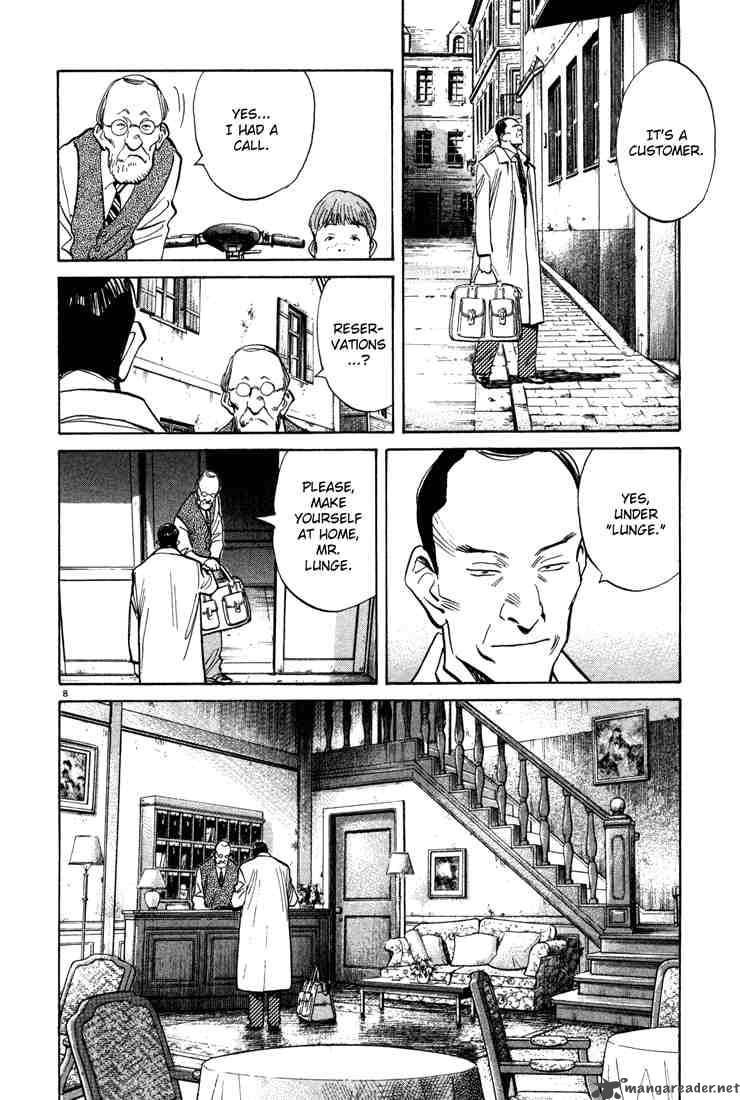 IT'S A
CUSTOMER.
YES...
I HAD A
CALL.
RESER-
VATIONS
...?
YES,
UNDER
"LUNGE."
PLEASE,
MAKE
YOURSELF
AT HOME,
MR.
LUNGE.
8
mangareader.net